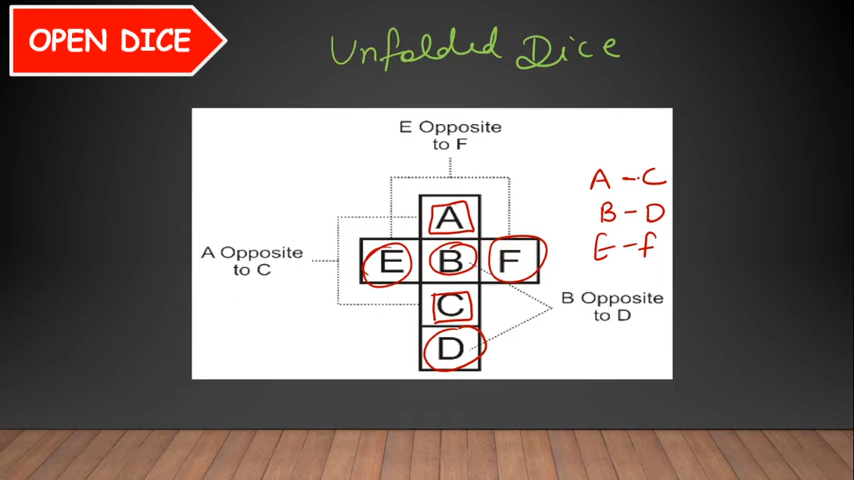 OPEN DICE
Unfolded Dice
E Opposite
to F
A
E B F
C
D
A Opposite
to C
B Opposite
to D
A - C
B - D
E - f